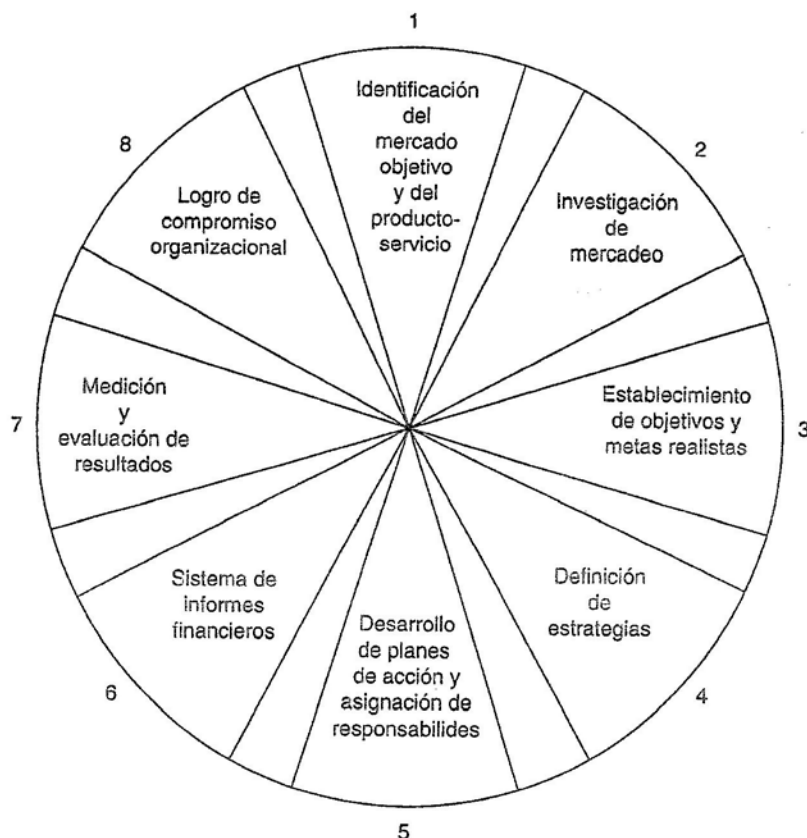 1
Identificación
del
mercado
objetivo
y del
producto-
servicio
2
Investigación
de
mercadeo
3
Establecimiento
de objetivos y
metas realistas
4
Definición
de
estrategias
5
Desarrollo
de planes
de acción y
asignación de
responsabilides
6
Sistema de
informes
financieros
7
Medición
y
evaluación de
resultados
8
Logro de
compromiso
organizacional